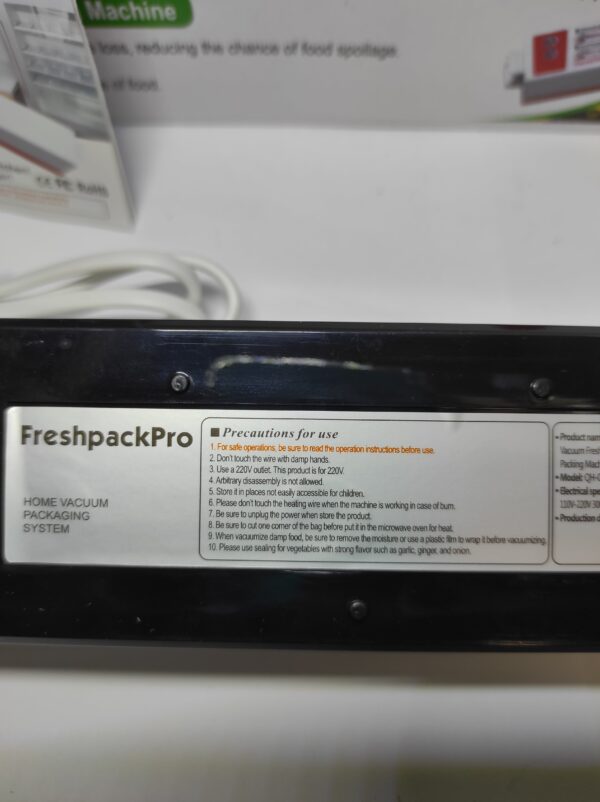 Machine
loss, reducing the chance of food spoilage.
of food.
RoHS
FreshpackPro
HOME VACUUM
PACKAGING
SYSTEM
■ Precautions for use
1. For safe operations, be sure to read the operation instructions before use.
2. Don't touch the wire with damp hands.
3. Use a 220V outlet. This product is for 220V.
4. Arbitrary disassembly is not allowed.
5. Store it in places not easily accessible for children.
6. Please don't touch the heating wire when the machine is working in case of burn.
7. Be sure to unplug the power when store the product.
8. Be sure to cut one corner of the bag before put it in the microwave oven for heat.
9. When vacuumize damp food, be sure to remove the moisture or use a plastic film to wrap it before vacuumizing.
10. Please use sealing for vegetables with strong flavor such as garlic, ginger, and onion.
• Product nam
Vacuum Fresh
Packing Mach
• Model: QH-0
• Electrical spe
110V-220V 30
• Production d